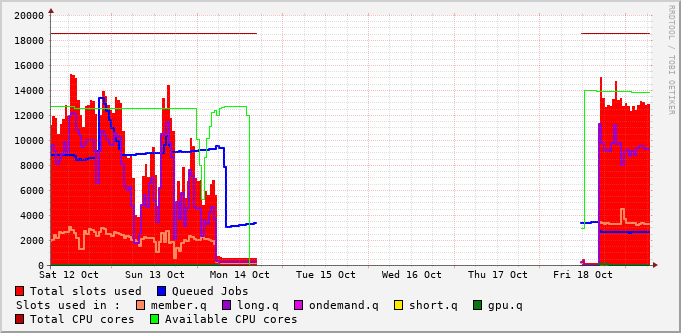 20000
18000
16000
14000
12000
10000
8000
6000
4000
2000
0
Sat 12 Oct Sun 13 Oct Mon 14 Oct Tue 15 Oct Wed 16 Oct Thu 17 Oct Fri 18 Oct
Total slots used Queued Jobs
Slots used in : member.q long.q ondemand.q short.q gpu.q
Total CPU cores Available CPU cores
RRDTOOL / TOBI OETIKER